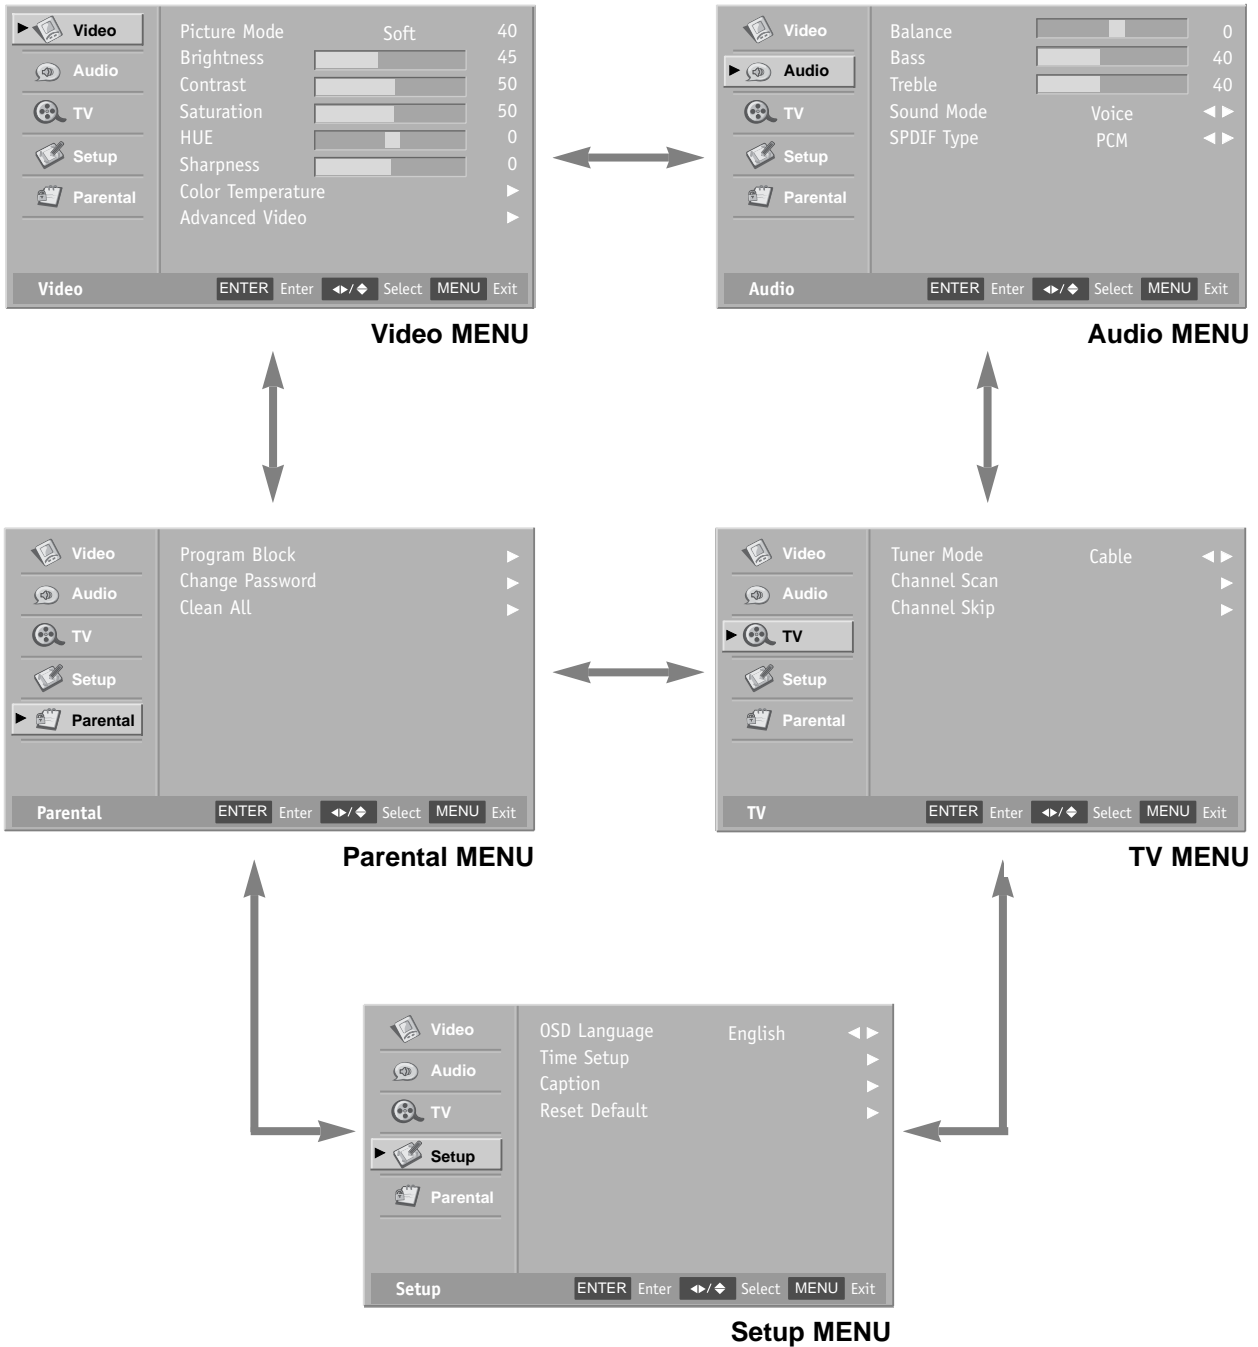 Video
Audio
TV
Setup
Parental
Picture Mode Soft 40
Brightness 45
Contrast 50
Saturation 50
HUE 0
Sharpness 0
Color Temperature
Advanced Video
Video ENTER Enter / Select MENU Exit
Video MENU
Video
Audio
TV
Setup
Parental
Balance 0
Bass 40
Treble 40
Sound Mode Voice
SPDIF Type PCM
Audio ENTER Enter / Select MENU Exit
Audio MENU
Video
Audio
TV
Setup
Parental
Program Block
Change Password
Clean All
Parental ENTER Enter / Select MENU Exit
Parental MENU
Video
Audio
TV
Setup
Parental
Tuner Mode Cable
Channel Scan
Channel Skip
TV ENTER Enter / Select MENU Exit
TV MENU
Video
Audio
TV
Setup
Parental
OSD Language English
Time Setup
Caption
Reset Default
Setup ENTER Enter / Select MENU Exit
Setup MENU